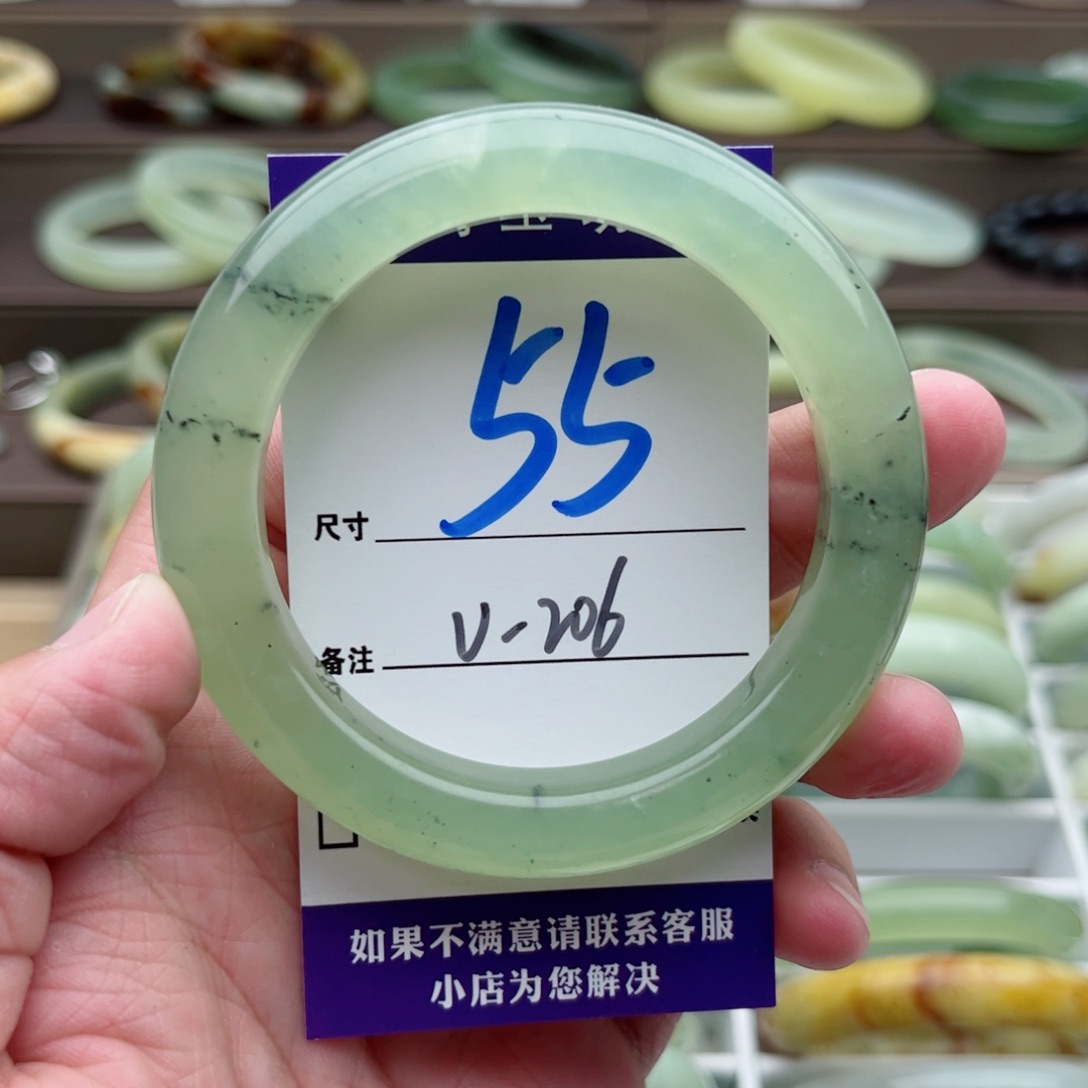 55
尺寸
V-206
备注
如果不满意请联系客服
小店为您解决